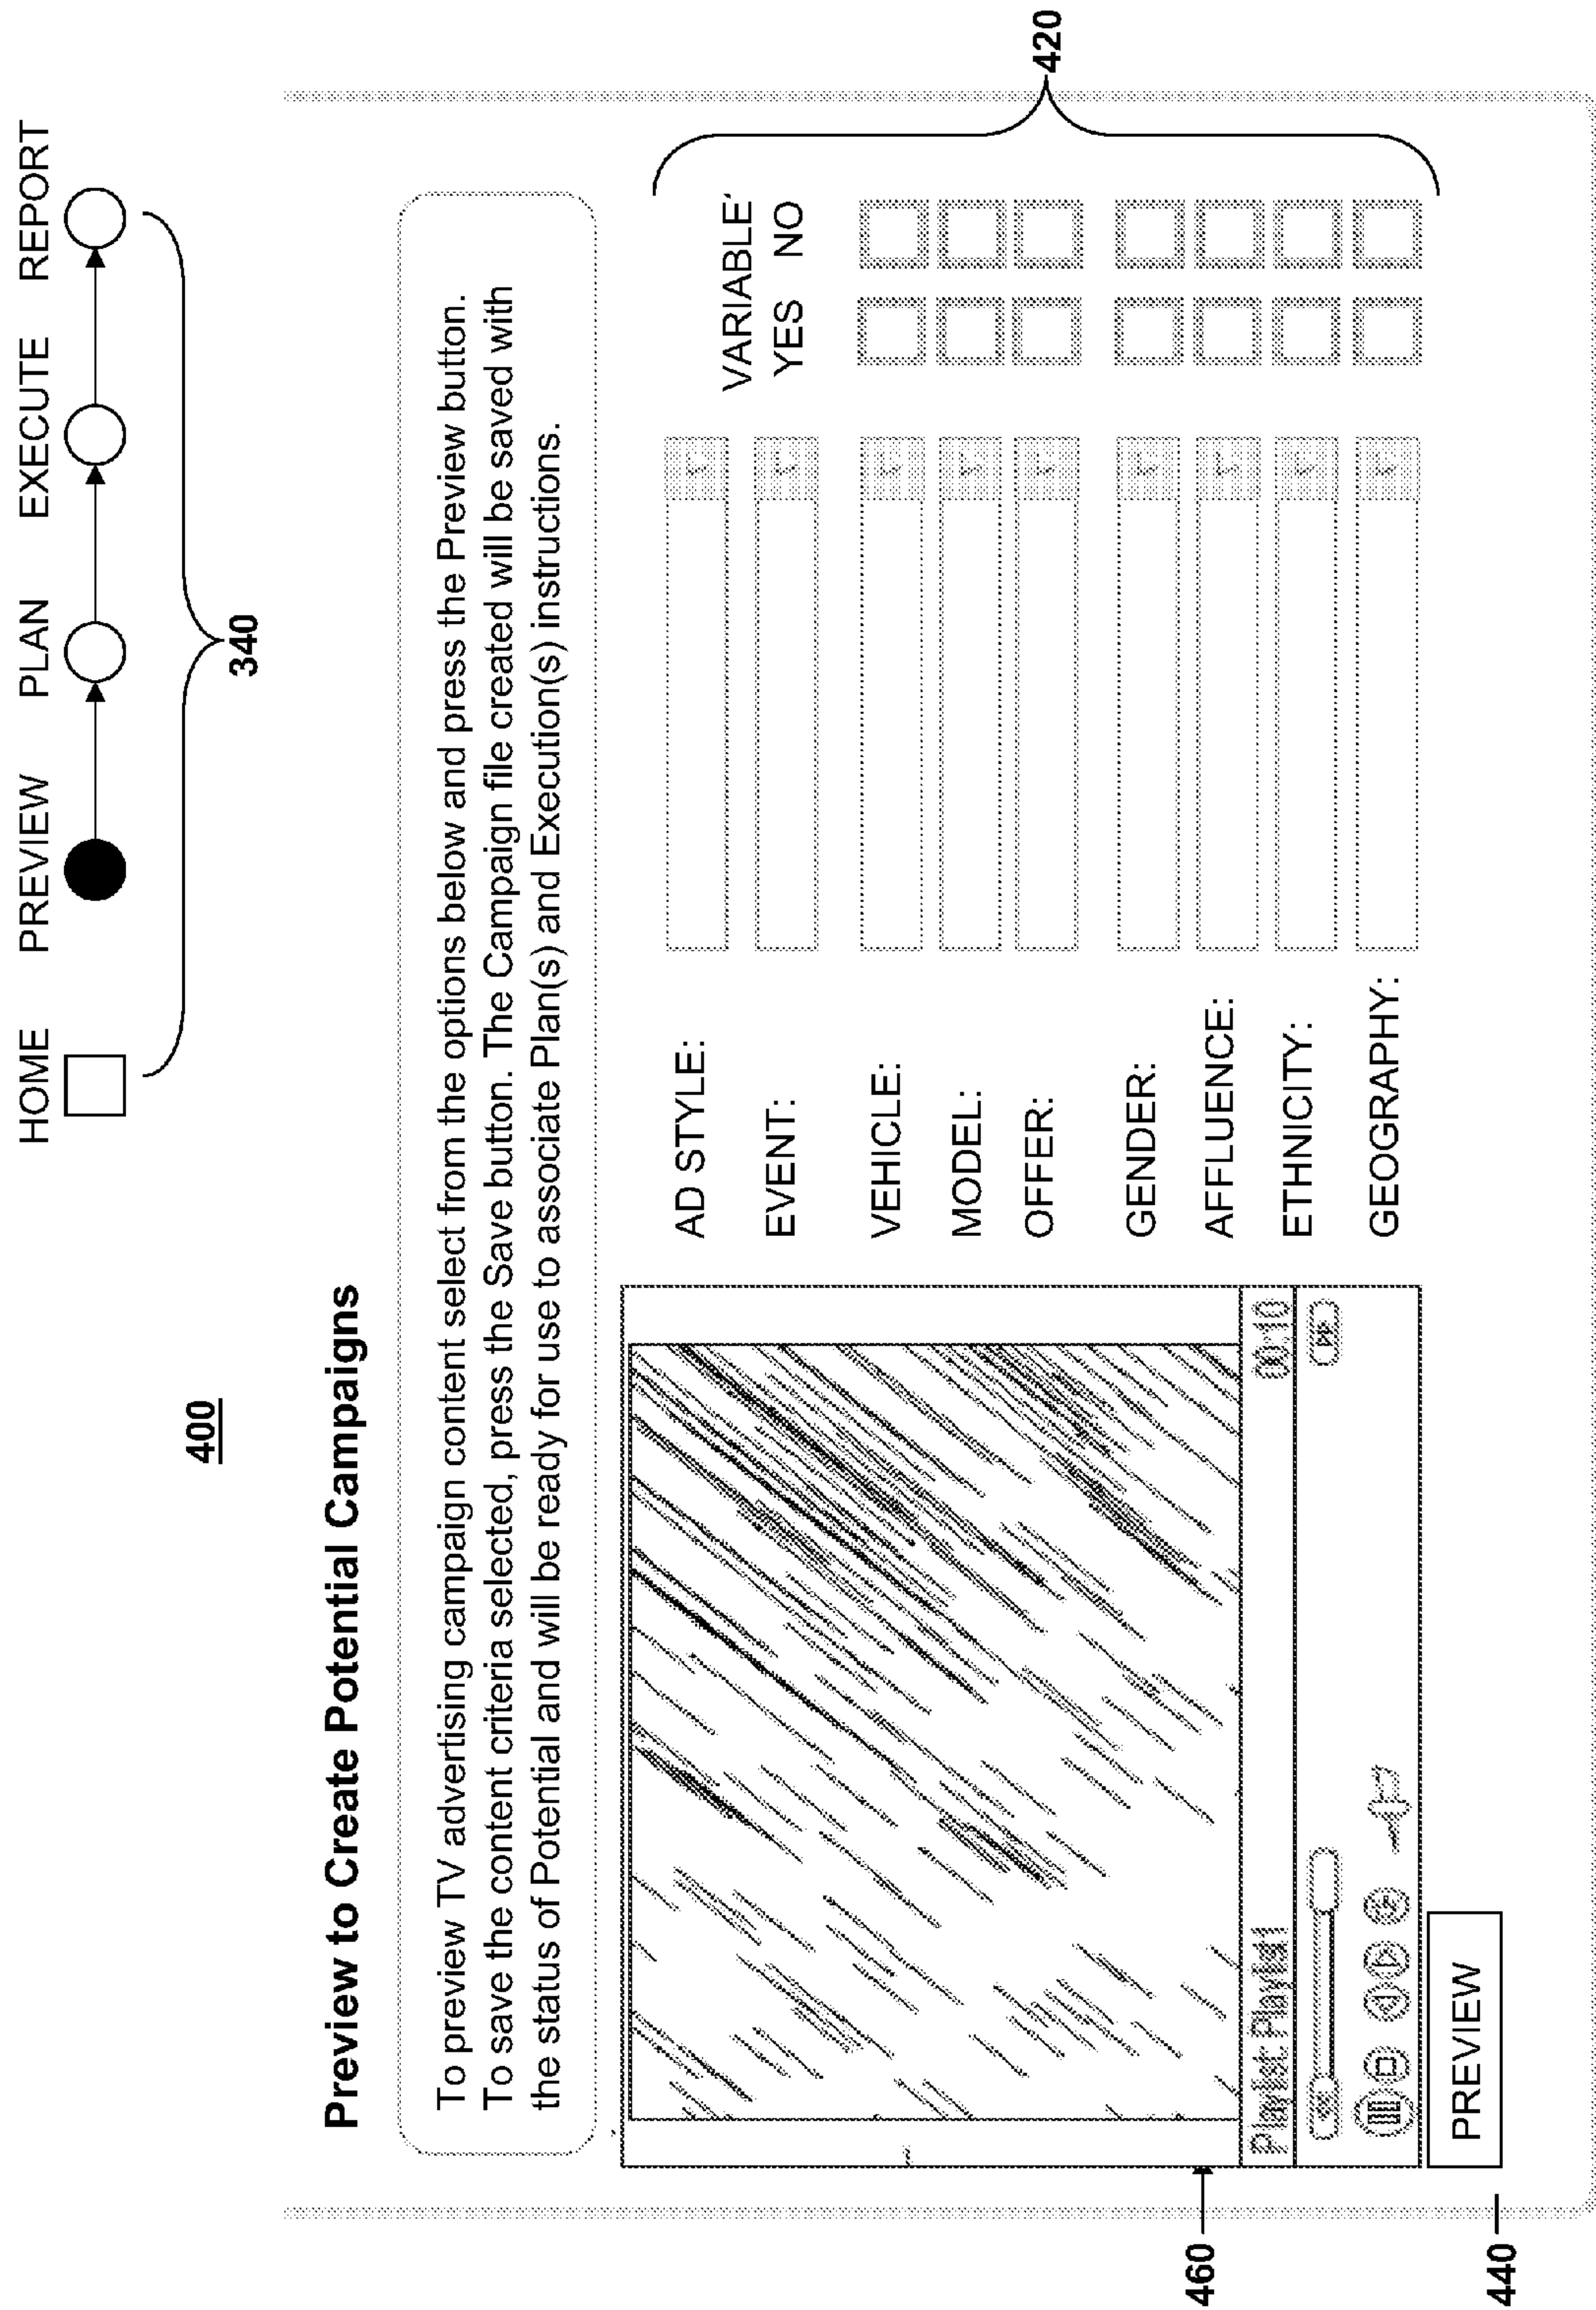 400
HOME PREVIEW PLAN EXECUTE REPORT
340
Preview to Create Potential Campaigns
To preview TV advertising campaign content select from the options below and press the Preview button.
To save the content criteria selected, press the Save button. The Campaign file created will be saved with
the status of Potential and will be ready for use to associate Plan(s) and Execution(s) instructions.
VARIABLE'
YES NO
AD STYLE:
EVENT:
VEHICLE:
MODEL:
OFFER:
GENDER:
AFFLUENCE:
ETHNICITY:
GEOGRAPHY:
420
460
Playlist: Playlist1 00:10
PREVIEW
440